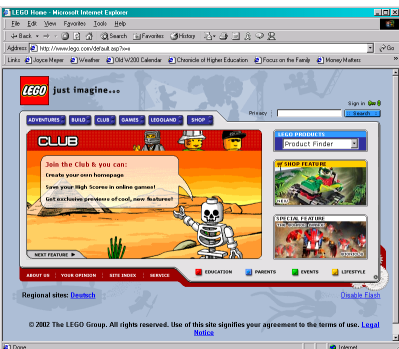 LEGO Home - Microsoft Internet Explorer
File Edit View Favorites Tools Help
Back Search Favorites History
Address http://www.lego.com/default.asp?x=x Go
Links Joyce Meyer Weather Old W200 Calendar Chronicle of Higher Education Focus on the Family Money Matters
LEGO just imagine...
Sign in
Privacy Search
ADVENTURES BUILD CLUB GAMES LEGOLAND SHOP
CLUB
Join the Club & you can:
Create your own homepage
Save your High Scores in online games!
Get exclusive previews of cool, new features!
NEXT FEATURE
LEGO PRODUCTS
Product Finder
SHOP FEATURE
SPECIAL FEATURE
ABOUT US YOUR OPINION SITE INDEX SERVICE
EDUCATION PARENTS EVENTS LIFESTYLE
Regional sites: Deutsch
Disable Flash
© 2002 The LEGO Group. All rights reserved. Use of this site signifies your agreement to the terms of use. Legal
Notice
Done Internet